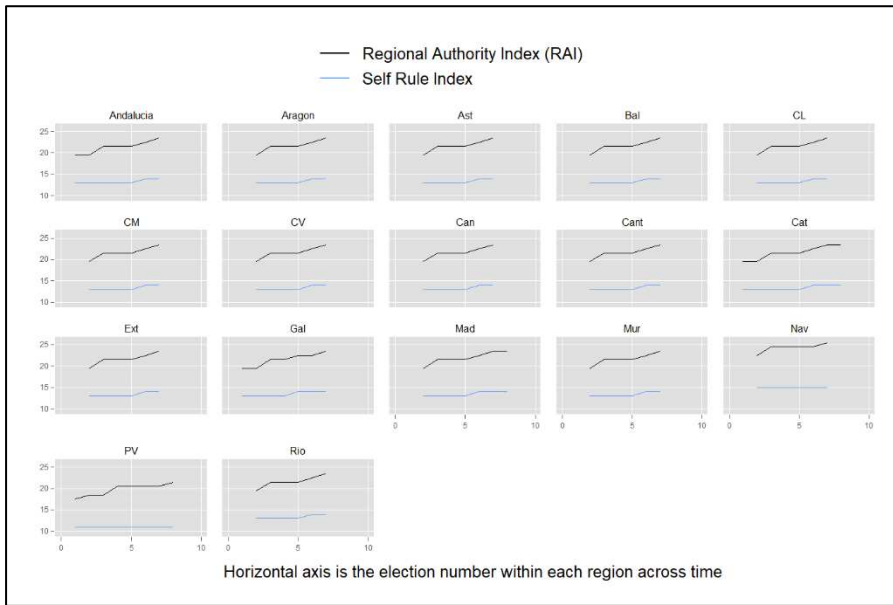 Regional Authority Index (RAI)
Self Rule Index
Andalucia Aragon Ast Bal CL
25
20
15
10
CM CV Can Cant Cat
25
20
15
10
Ext Gal Mad Mur Nav
25
20
15
10
0 5 10 0 5 10 0 5 10
PV Rio
25
20
15
10
0 5 10 0 5 10
Horizontal axis is the election number within each region across time